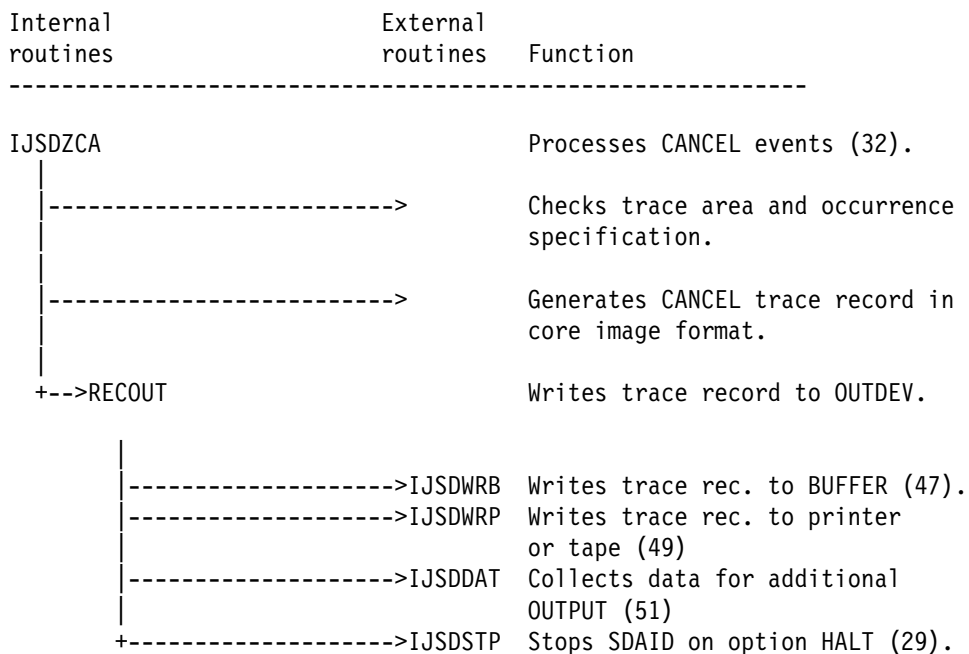 Internal External
routines routines Function
------------------------------------------------------------
IJSDZCA Processes CANCEL events (32).
|
|--------------------------> Checks trace area and occurrence
| specification.
|
|--------------------------> Generates CANCEL trace record in
| core image format.
|
+-->RECOUT Writes trace record to OUTDEV.
|
|-------------------->IJSDWRB Writes trace rec. to BUFFER (47).
|-------------------->IJSDWRP Writes trace rec. to printer
| or tape (49)
|-------------------->IJSDDAT Collects data for additional
| OUTPUT (51)
+-------------------->IJSDSTP Stops SDAID on option HALT (29).